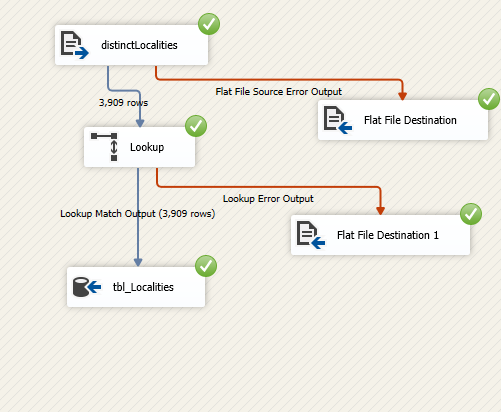 distinctLocalities
Flat File Source Error Output
3,909 rows
Flat File Destination
Lookup
Lookup Error Output
Lookup Match Output (3,909 rows)
Flat File Destination 1
tbl_Localities